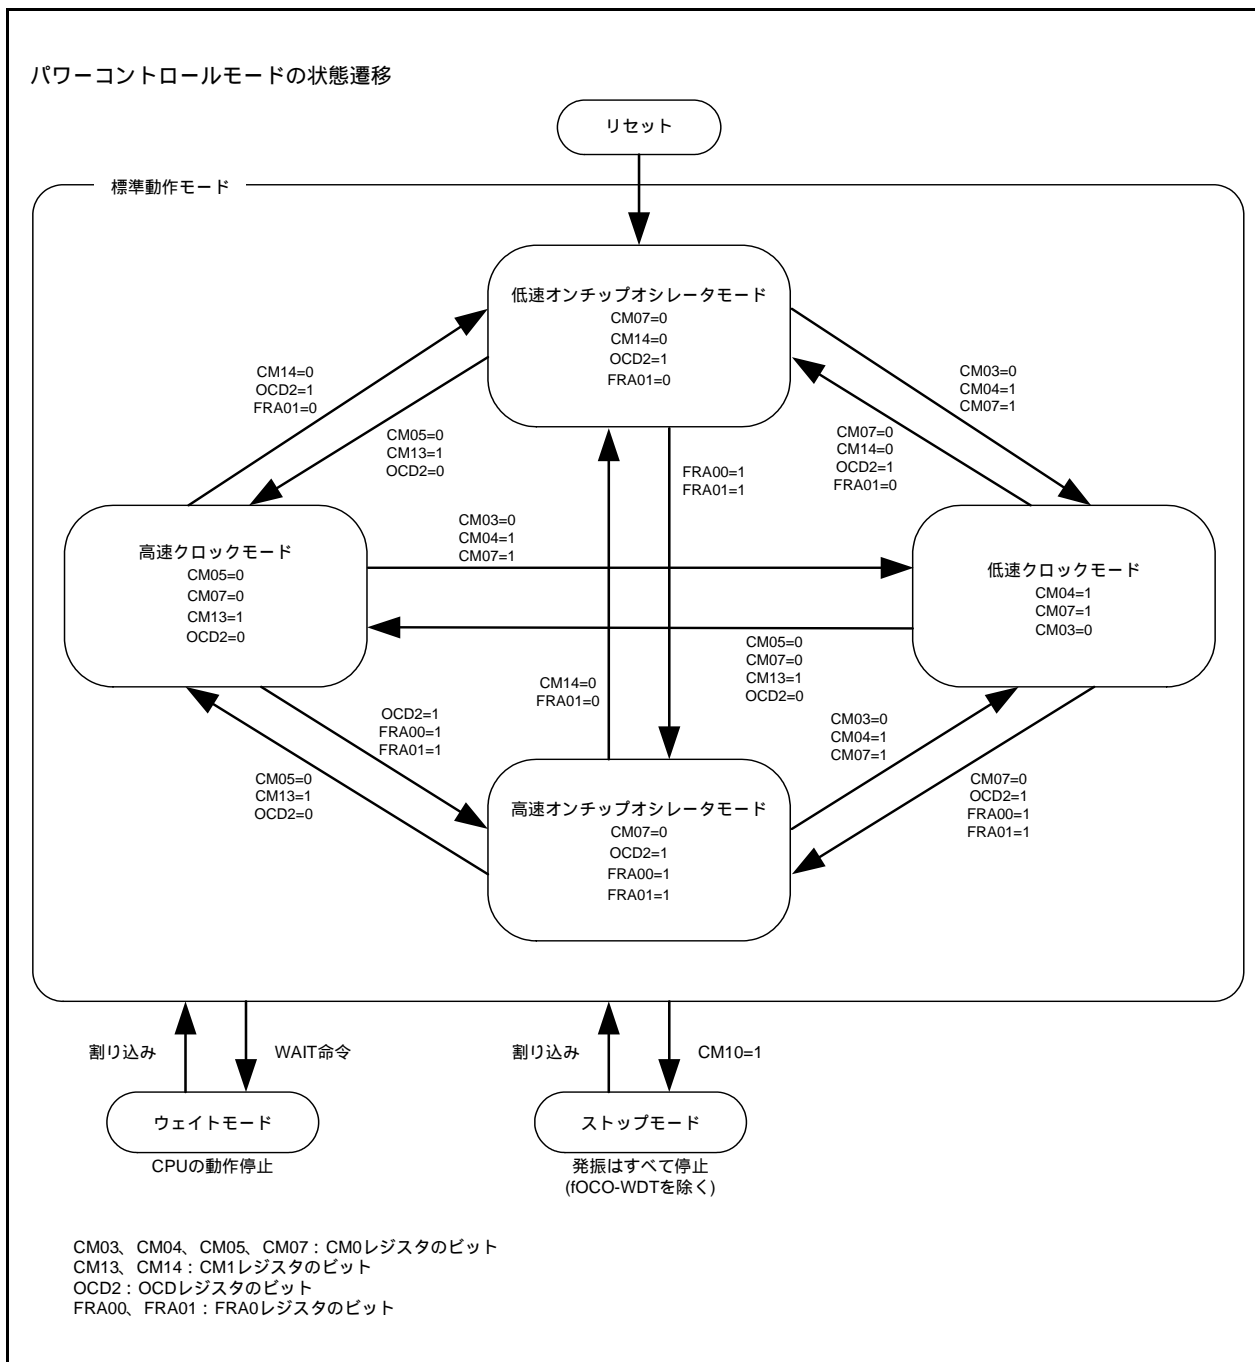 パワーコントロールモードの状態遷移
リセット
標準動作モード
低速オンチップオシレータモード
CM07=0
CM14=0
OCD2=1
FRA01=0
CM14=0
OCD2=1
FRA01=0
CM03=0
CM04=1
CM07=1
CM05=0
CM13=1
OCD2=0
CM07=0
CM14=0
OCD2=1
FRA01=0
FRA00=1
FRA01=1
CM03=0
CM04=1
CM07=1
高速クロックモード
CM05=0
CM07=0
CM13=1
OCD2=0
低速クロックモード
CM04=1
CM07=1
CM03=0
CM05=0
CM07=0
CM13=1
OCD2=0
CM14=0
FRA01=0
OCD2=1
FRA00=1
FRA01=1
CM03=0
CM04=1
CM07=1
CM05=0
CM13=1
OCD2=0
CM07=0
OCD2=1
FRA00=1
FRA01=1
高速オンチップオシレータモード
CM07=0
OCD2=1
FRA00=1
FRA01=1
割り込み
WAIT命令
割り込み
CM10=1
ウェイトモード
CPUの動作停止
ストップモード
発振はすべて停止
(fOCO-WDTを除く)
CM03、CM04、CM05、CM07：CM0レジスタのビット
CM13、CM14：CM1レジスタのビット
OCD2：OCDレジスタのビット
FRA00、FRA01：FRA0レジスタのビット